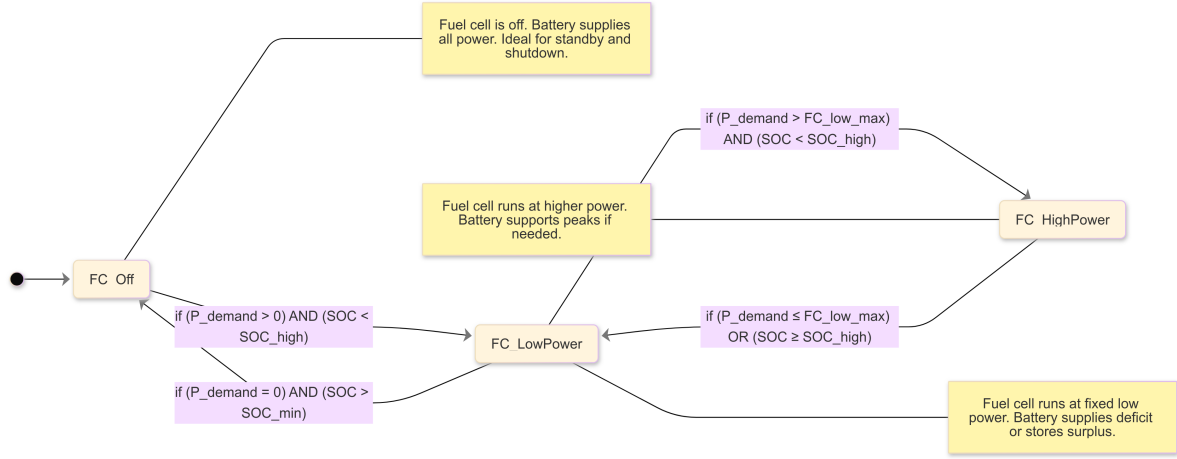 Fuel cell is off. Battery supplies
all power. Ideal for standby and
shutdown.
if (P_demand > FC_low_max)
AND (SOC < SOC_high)
Fuel cell runs at higher power.
Battery supports peaks if
needed.
FC_HighPower
FC_Off
if (P_demand > 0) AND (SOC <
SOC_high)
if (P_demand ≤ FC_low_max)
OR (SOC ≥ SOC_high)
FC_LowPower
if (P_demand = 0) AND (SOC >
SOC_min)
Fuel cell runs at fixed low
power. Battery supplies deficit
or stores surplus.